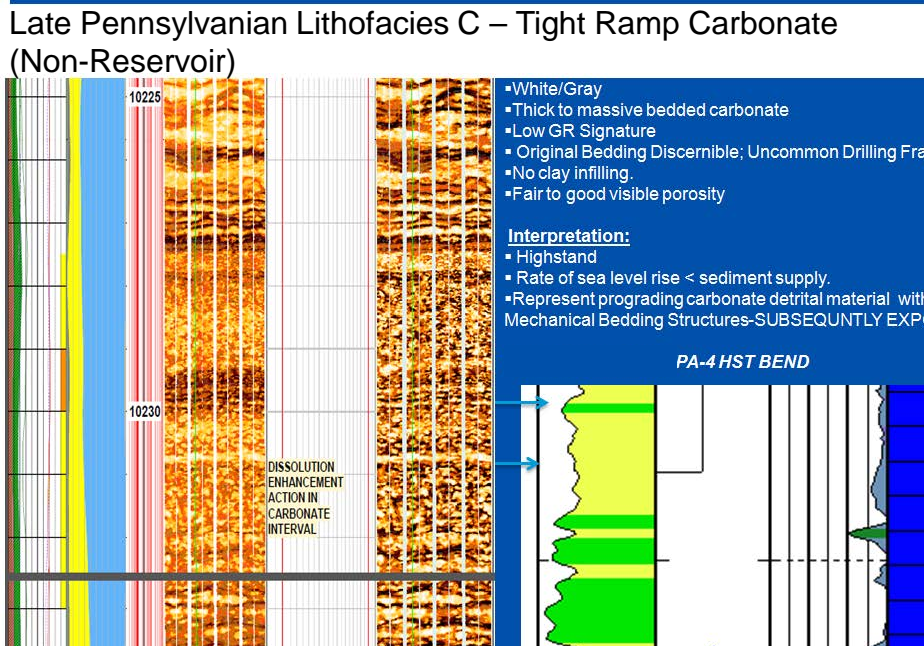 Late Pennsylvanian Lithofacies C – Tight Ramp Carbonate
(Non-Reservoir)
10225
10230
DISSOLUTION
ENHANCEMENT
ACTION IN
CARBONATE
INTERVAL
▪White/Gray
▪Thick to massive bedded carbonate
▪Low GR Signature
▪ Original Bedding Discernible; Uncommon Drilling Fra
▪No clay infilling.
▪Fair to good visible porosity
Interpretation:
▪ Highstand
▪ Rate of sea level rise < sediment supply.
▪Represent prograding carbonate detrital material with
Mechanical Bedding Structures-SUBSEQUNTLY EXP
PA-4 HST BEND